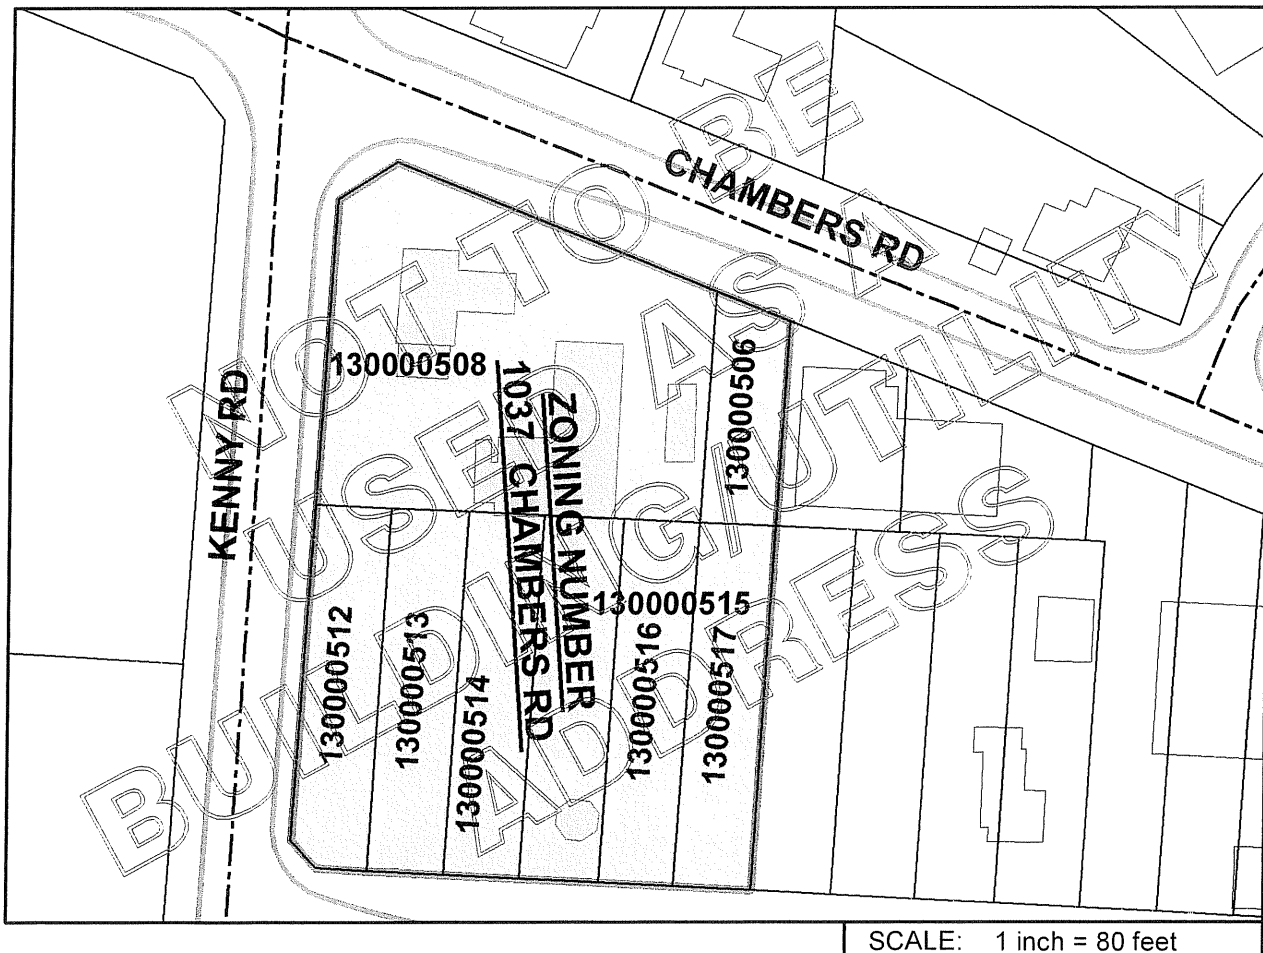 CHAMBERS RD
KENNY RD
130000508
130000506
ZONING NUMBER
1037 CHAMBERS RD
130000512
130000513
130000514
130000515
130000516
130000517
NOT TO BE
USED AS A
BUILDING/UTILITY
ADDRESS
SCALE: 1 inch = 80 feet